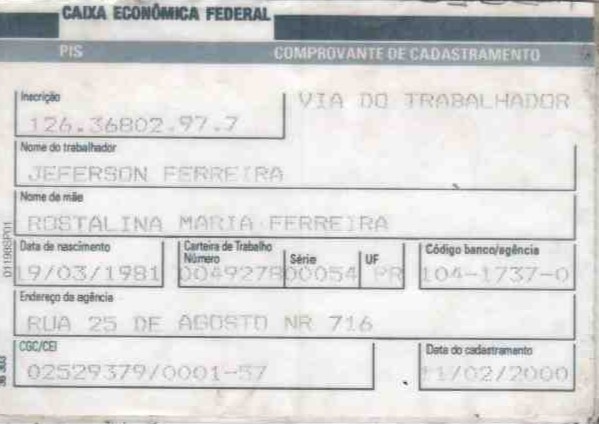 CAIXA ECONÔMICA FEDERAL
PIS COMPROVANTE DE CADASTRAMENTO
Inscrição VIA DO TRABALHADOR
126.36802.97.7
Nome do trabalhador
JEFERSON FERREIRA
Nome da mãe
ROSTALINA MARIA FERREIRA
Data de nascimento Carteira de Trabalho Número Série UF Código banco/agência
19/03/1981 0049278 00054 PR 104-1737-0
Endereço da agência
RUA 25 DE AGOSTO NR 716
CGC/CEI Data do cadastramento
02529379/0001-57 11/02/2000